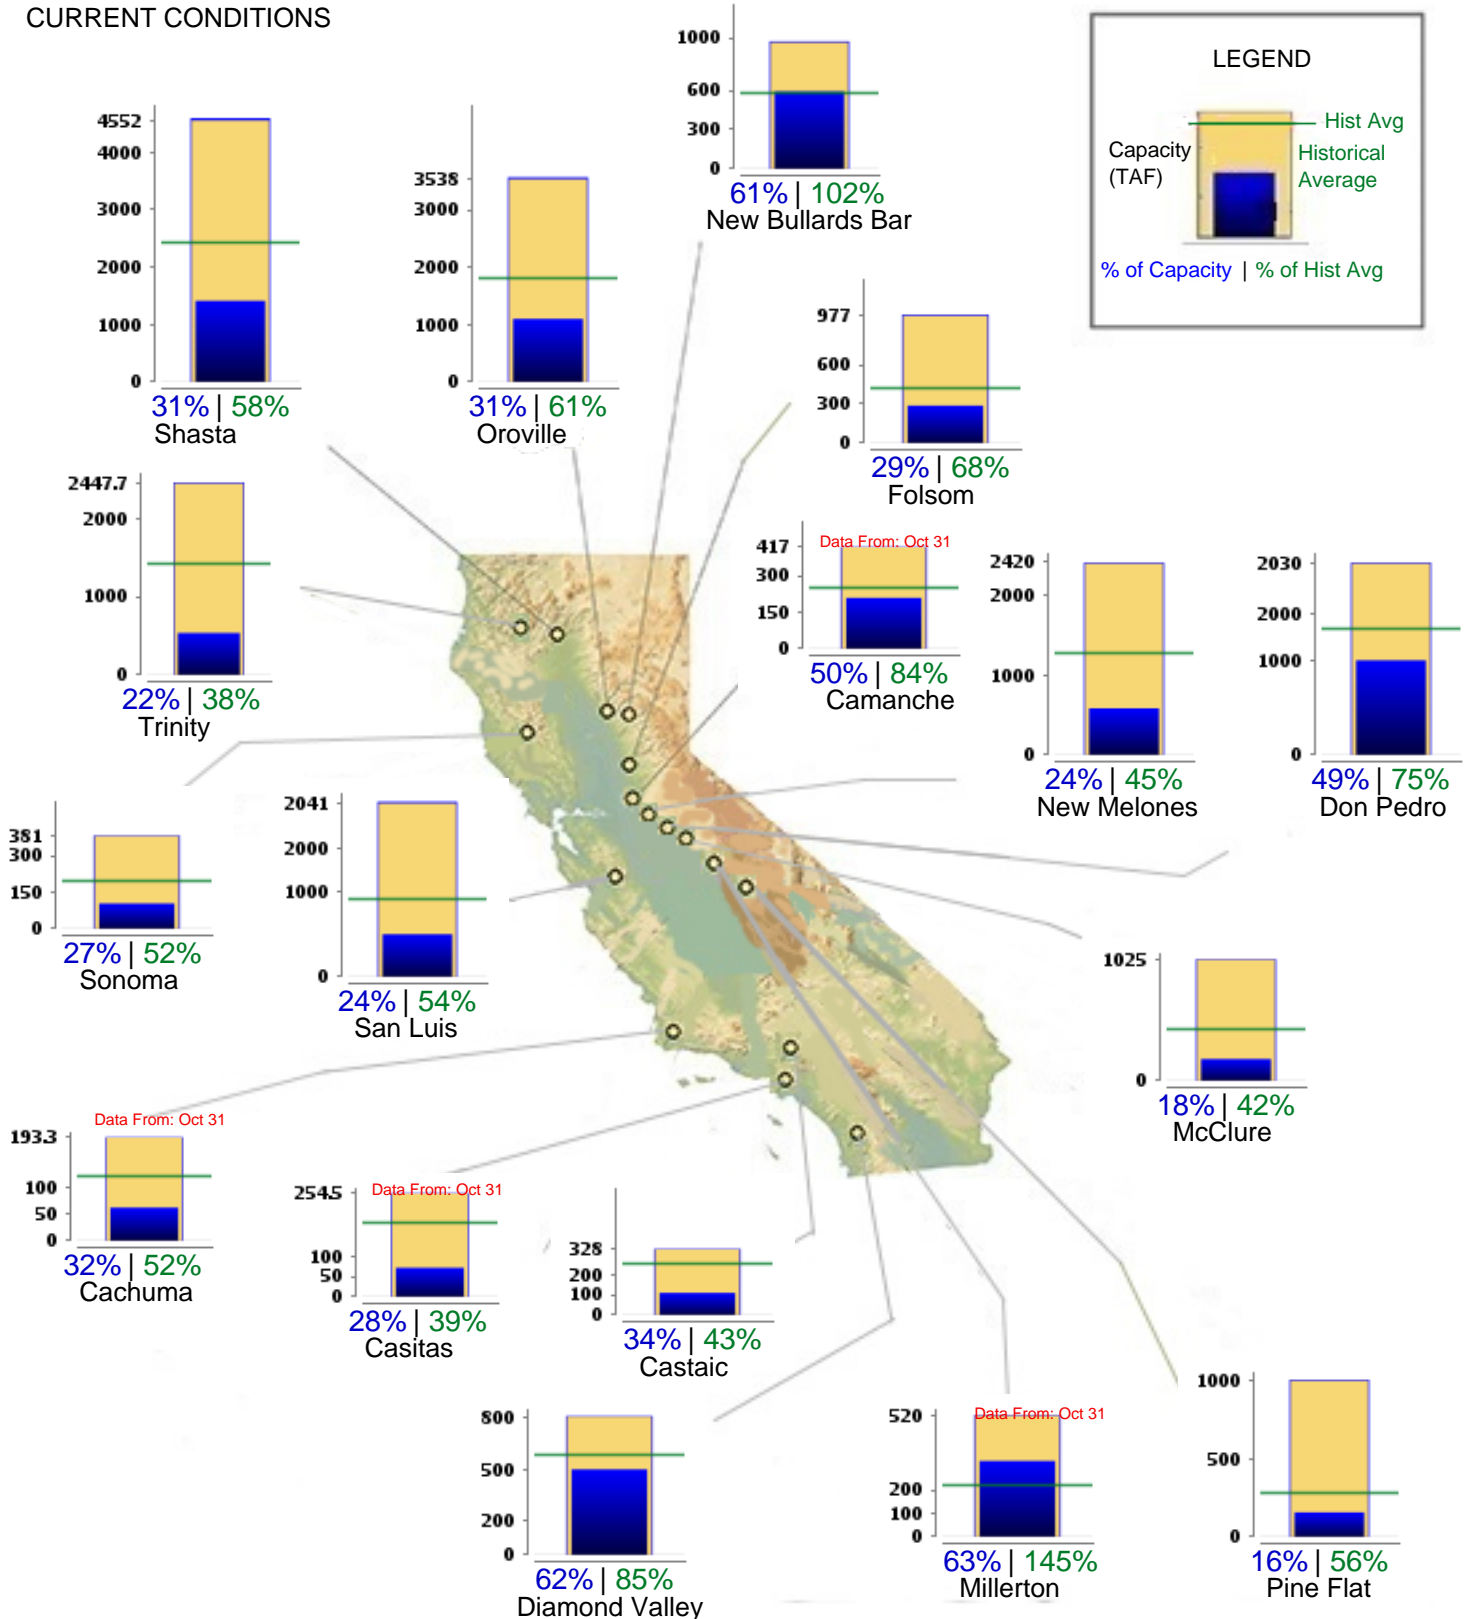 CURRENT CONDITIONS
1000
600
300
0
61% | 102%
New Bullards Bar
LEGEND
Hist Avg
Capacity
(TAF)
Historical
Average
% of Capacity | % of Hist Avg
4552
4000
3000
2000
1000
0
31% | 58%
Shasta
3538
3000
2000
1000
0
31% | 61%
Oroville
977
600
300
0
29% | 68%
Folsom
2447.7
2000
1000
0
22% | 38%
Trinity
Data From: Oct 31
417
300
150
0
50% | 84%
Camanche
2420
2000
1000
0
24% | 45%
New Melones
2030
2000
1000
0
49% | 75%
Don Pedro
381
300
150
0
27% | 52%
Sonoma
2041
2000
1000
0
24% | 54%
San Luis
1025
0
18% | 42%
McClure
Data From: Oct 31
193.3
100
50
0
32% | 52%
Cachuma
Data From: Oct 31
254.5
100
50
0
28% | 39%
Casitas
328
200
100
0
34% | 43%
Castaic
800
500
200
0
62% | 85%
Diamond Valley
Data From: Oct 31
520
200
100
0
63% | 145%
Millerton
1000
500
0
16% | 56%
Pine Flat